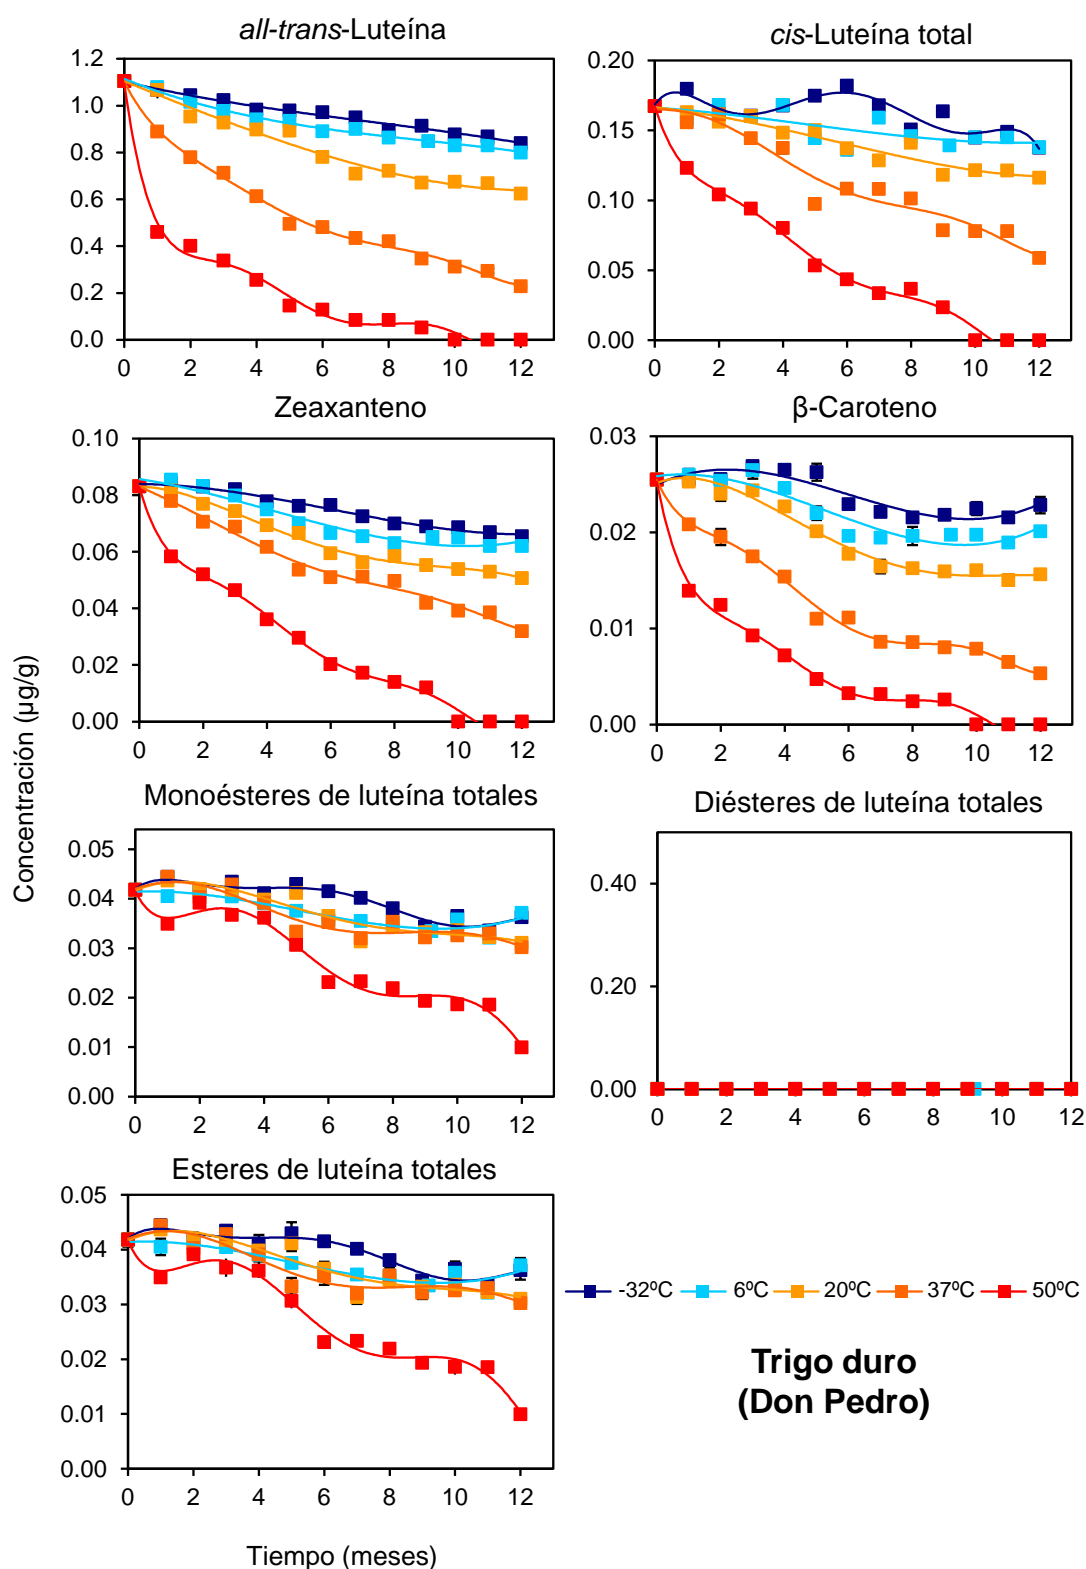 all-trans-Luteína
1.2
1.0
0.8
0.6
0.4
0.2
0.0
0 2 4 6 8 10 12
cis-Luteína total
0.20
0.15
0.10
0.05
0.00
0 2 4 6 8 10 12
Zeaxanteno
0.10
0.08
0.06
0.04
0.02
0.00
0 2 4 6 8 10 12
β-Caroteno
0.03
0.02
0.01
0.00
0 2 4 6 8 10 12
Concentración (µg/g)
Monoésteres de luteína totales
0.05
0.04
0.03
0.02
0.01
0.00
0 2 4 6 8 10 12
Diésteres de luteína totales
0.40
0.20
0.00
0 2 4 6 8 10 12
Esteres de luteína totales
0.05
0.04
0.03
0.02
0.01
0.00
0 2 4 6 8 10 12
-32ºC 6ºC 20ºC 37ºC 50ºC
Trigo duro
(Don Pedro)
Tiempo (meses)